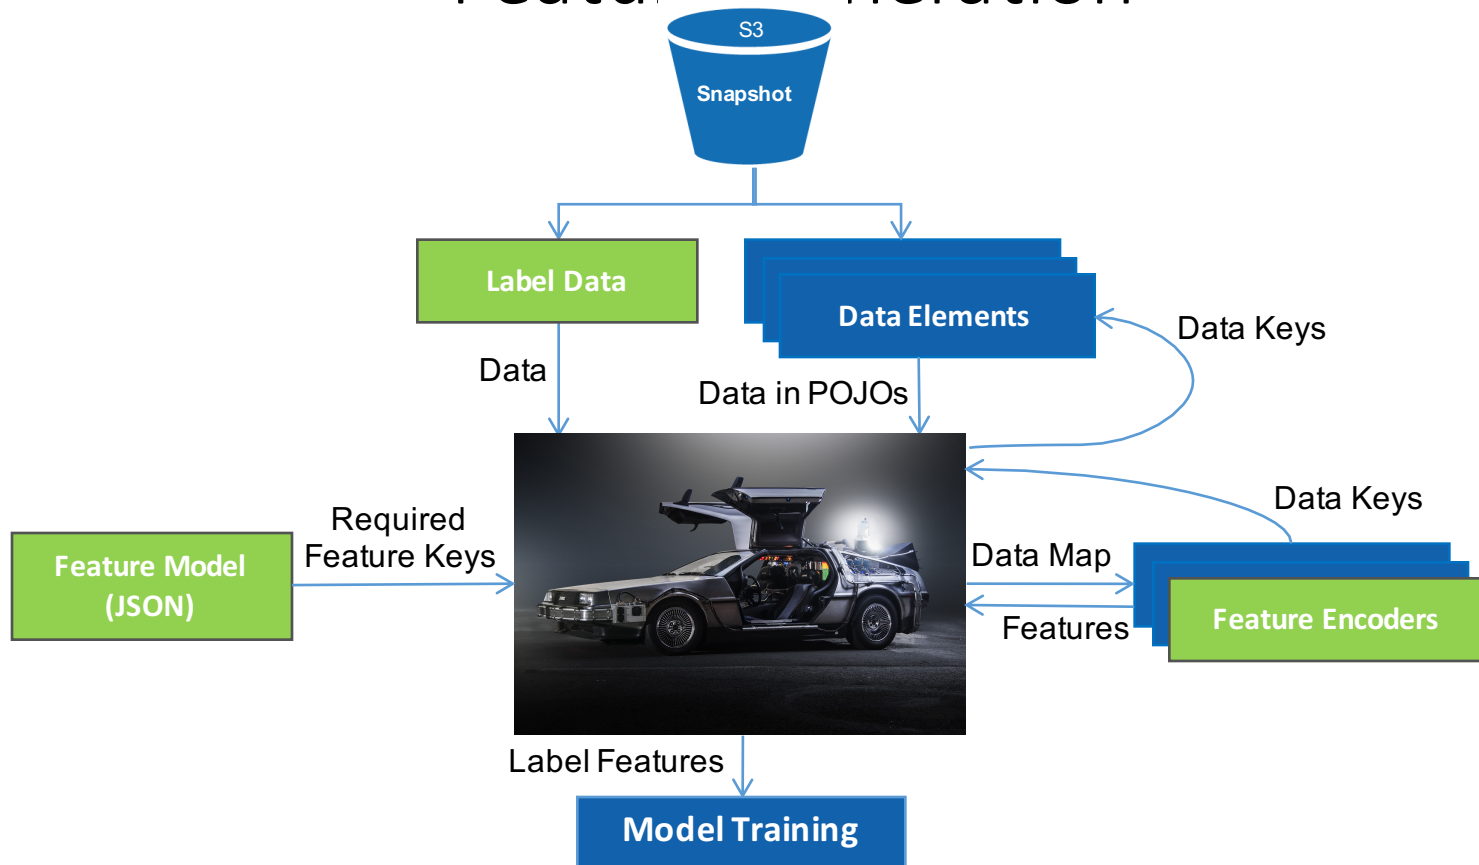 S3
Snapshot
Label Data
Data Elements
Data Keys
Data
Data in POJOs
Data Keys
Required
Feature Keys
Data Map
Feature Model
(JSON)
Features
Feature Encoders
Label Features
Model Training